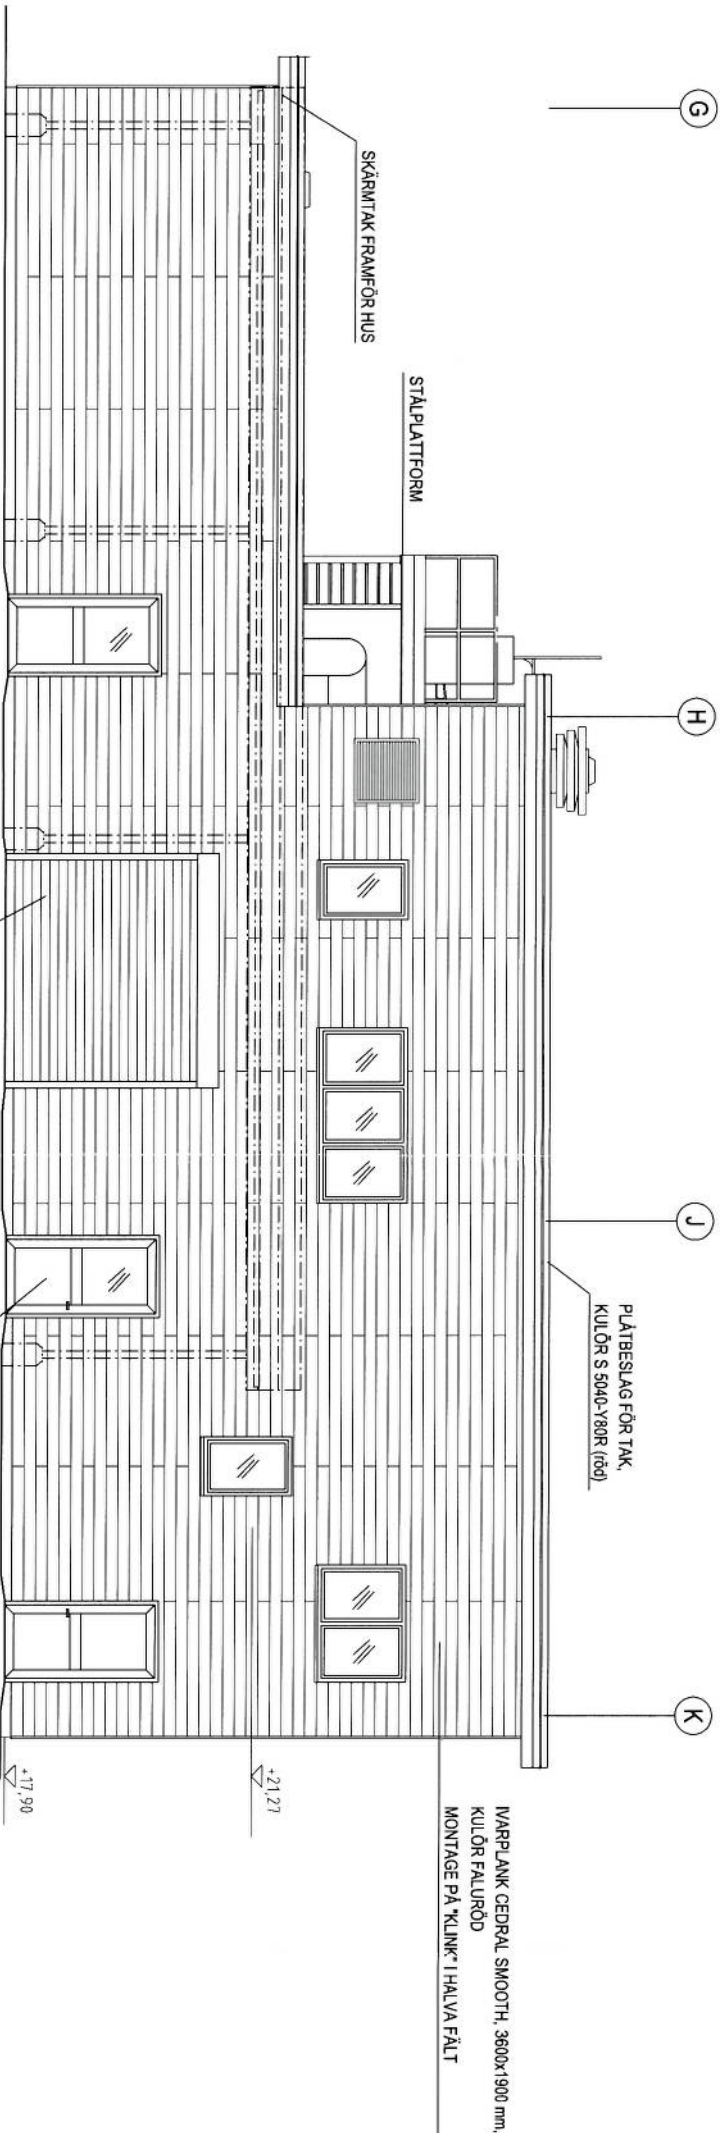 G
H
J
K
SKÄRMTAK FRAMFÖR HUS
STÅLPLATTFORM
PLÅTBESLAG FÖR TAK,
KULÖR S 5040-Y80R (röd)
IVARPLANK CEDRAL SMOOTH, 3600x1900 mm,
KULÖR FALURÖD
MONTAGE PÅ "KLINK" I HALVA FÄLT
+21,27
+17,90